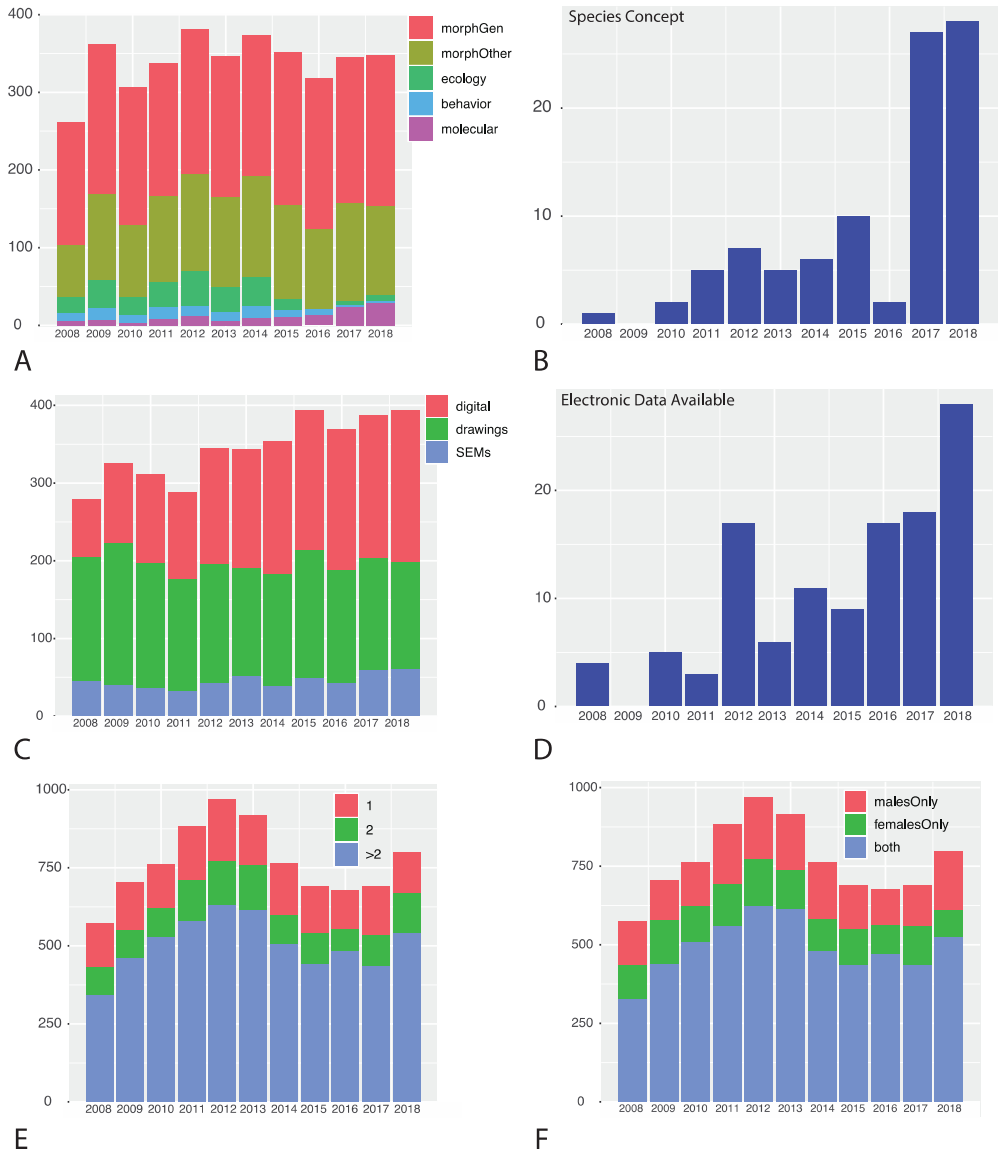 400
300
200
100
0
2008 2009 2010 2011 2012 2013 2014 2015 2016 2017 2018
morphGen
morphOther
ecology
behavior
molecular
A
Species Concept
20
10
0
2008 2009 2010 2011 2012 2013 2014 2015 2016 2017 2018
B
400
300
200
100
0
2008 2009 2010 2011 2012 2013 2014 2015 2016 2017 2018
digital
drawings
SEMs
C
Electronic Data Available
20
10
0
2008 2009 2010 2011 2012 2013 2014 2015 2016 2017 2018
D
1000
750
500
250
0
2008 2009 2010 2011 2012 2013 2014 2015 2016 2017 2018
1
2
>2
E
1000
750
500
250
0
2008 2009 2010 2011 2012 2013 2014 2015 2016 2017 2018
malesOnly
femalesOnly
both
F